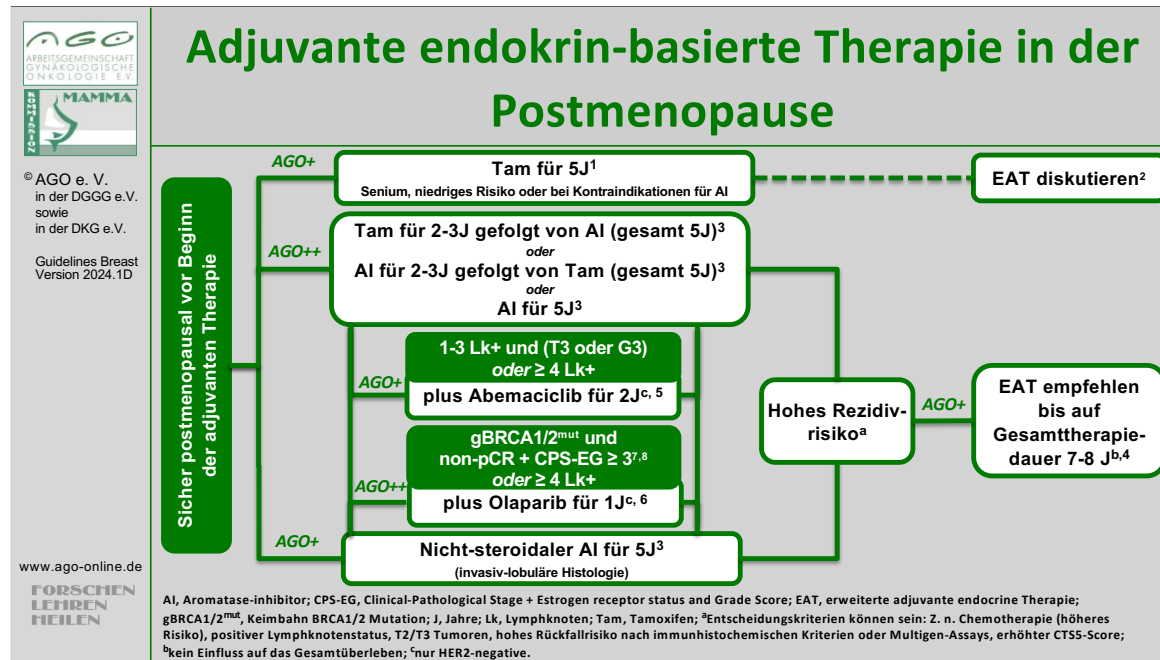 AGO
ARBEITSGEMEINSCHAFT
GYNÄKOLOGISCHE
ONKOLOGIE E.V.
KOMMISSION
MAMMA
© AGO e. V.
in der DGGG e.V.
sowie
in der DKG e.V.
Guidelines Breast
Version 2024.1D
www.ago-online.de
FORSCHEN
LEHREN
HEILEN
Adjuvante endokrin-basierte Therapie in der
Postmenopause
Sicher postmenopausal vor Beginn
der adjuvanten Therapie
AGO+
Tam für 5J¹
Senium, niedriges Risiko oder bei Kontraindikationen für AI
EAT diskutieren²
AGO++
Tam für 2-3J gefolgt von AI (gesamt 5J)³
oder
AI für 2-3J gefolgt von Tam (gesamt 5J)³
oder
AI für 5J³
1-3 Lk+ und (T3 oder G3)
oder ≥ 4 Lk+
AGO+
plus Abemaciclib für 2Jᶜ, ⁵
gBRCA1/2ᵐᵘᵗ und
non-pCR + CPS-EG ≥ 3⁷,⁸
oder ≥ 4 Lk+
AGO++
plus Olaparib für 1Jᶜ, ⁶
AGO+
Nicht-steroidaler AI für 5J³
(invasiv-lobuläre Histologie)
Hohes Rezidiv-
risikoᵃ
AGO+
EAT empfehlen
bis auf
Gesamttherapie-
dauer 7-8 Jᵇ,⁴
AI, Aromatase-inhibitor; CPS-EG, Clinical-Pathological Stage + Estrogen receptor status and Grade Score; EAT, erweiterte adjuvante endocrine Therapie;
gBRCA1/2ᵐᵘᵗ, Keimbahn BRCA1/2 Mutation; J, Jahre; Lk, Lymphknoten; Tam, Tamoxifen; ᵃEntscheidungskriterien können sein: Z. n. Chemotherapie (höheres
Risiko), positiver Lymphknotenstatus, T2/T3 Tumoren, hohes Rückfallrisiko nach immunhistochemischen Kriterien oder Multigen-Assays, erhöhter CTS5-Score;
ᵇkein Einfluss auf das Gesamtüberleben; ᶜnur HER2-negative.